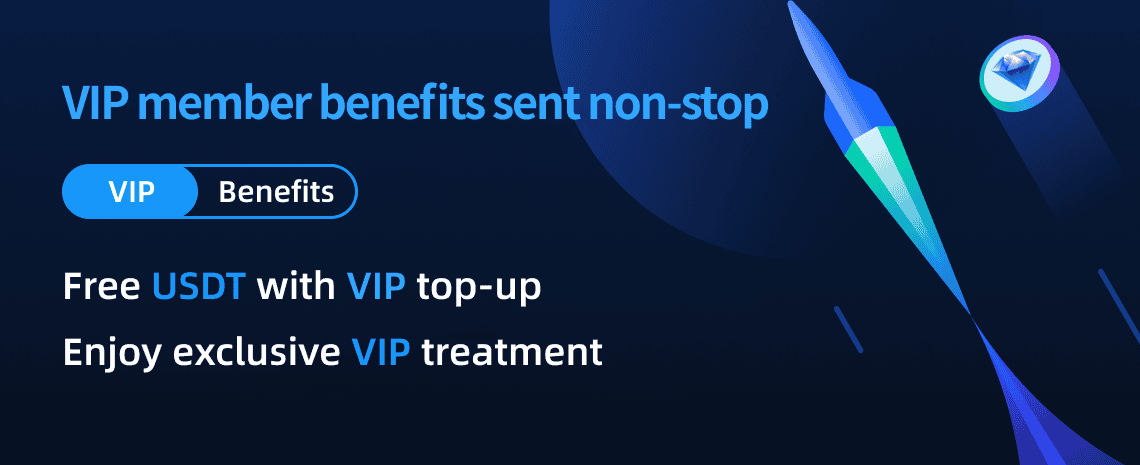 VIP member benefits sent non-stop
VIP Benefits
Free USDT with VIP top-up
Enjoy exclusive VIP treatment